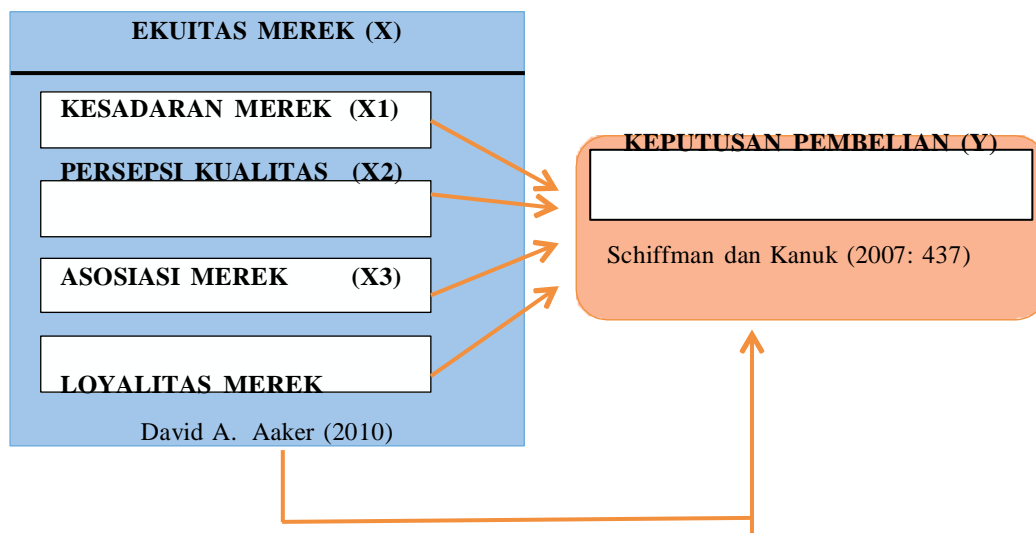 EKUITAS MEREK (X)
KESADARAN MEREK (X1)
PERSEPSI KUALITAS (X2)
ASOSIASI MEREK (X3)
LOYALITAS MEREK
David A. Aaker (2010)
KEPUTUSAN PEMBELIAN (Y)
Schiffman dan Kanuk (2007: 437)